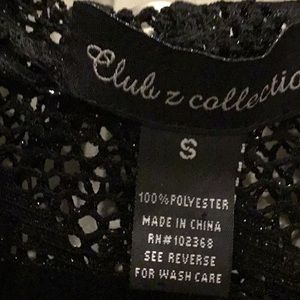 Club z collectio
S
100% POLYESTER
MADE IN CHINA
RN#102368
SEE REVERSE
FOR WASH CARE